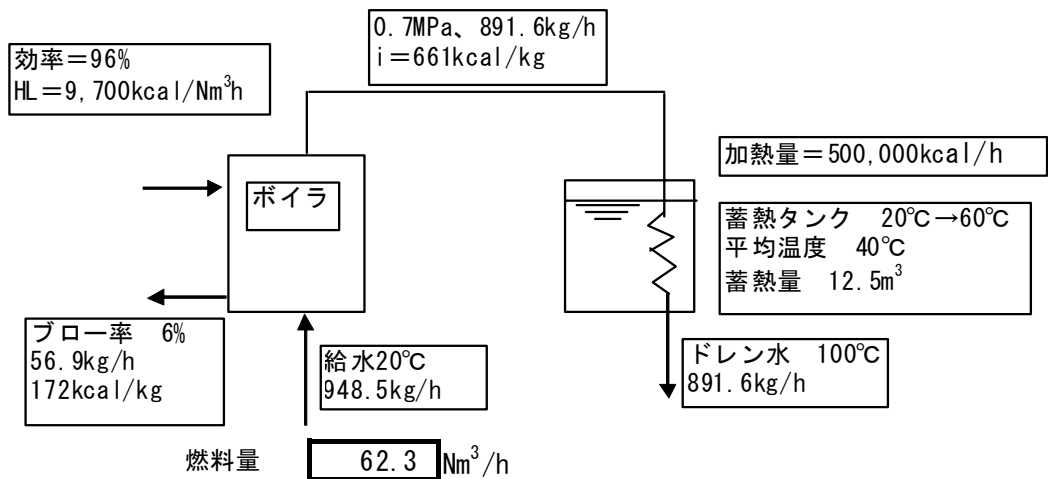 0.7MPa、891.6kg/h
i＝661kcal/kg
効率＝96%
HL＝9,700kcal/Nm³h
加熱量＝500,000kcal/h
ボイラ
蓄熱タンク　20℃→60℃
平均温度　40℃
蓄熱量　12.5m³
ブロー率　6%
56.9kg/h
172kcal/kg
給水20℃
948.5kg/h
ドレン水　100℃
891.6kg/h
燃料量　62.3　Nm³/h